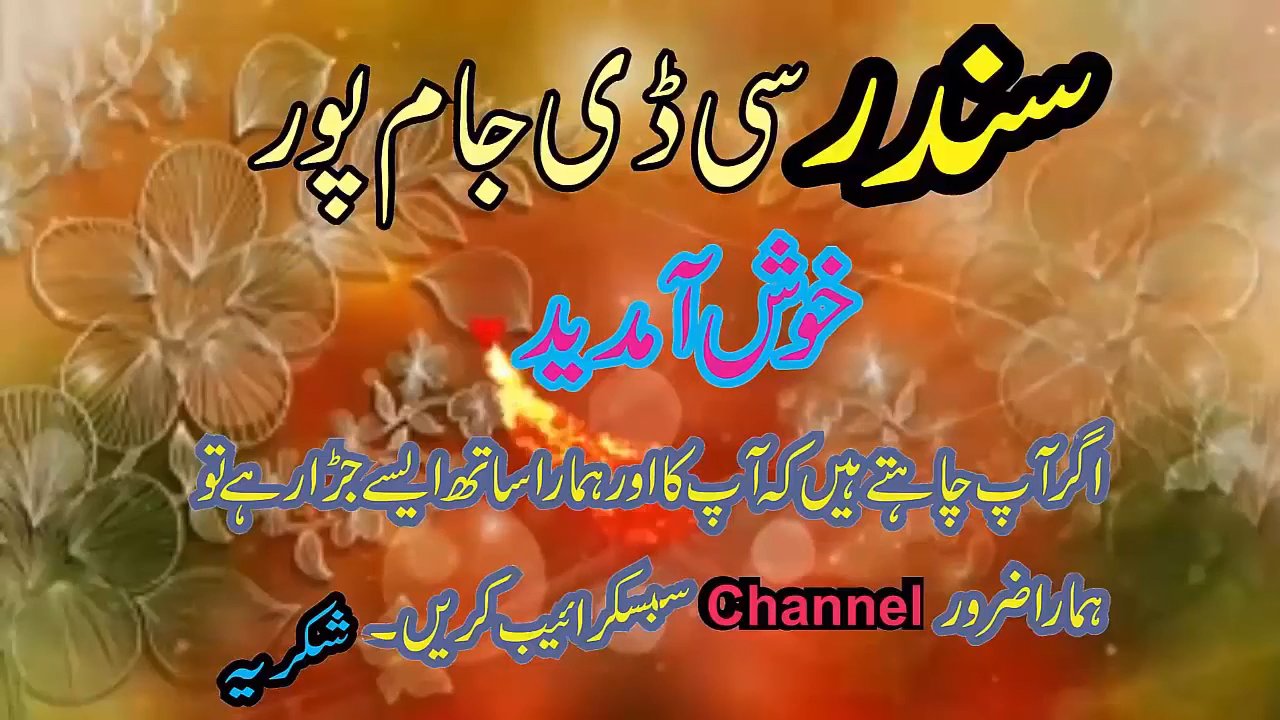 سندر سی ڈی جام پور
خوش آمدید
اگر آپ چاہتے ہیں کہ آپ کا اور ہمارا ساتھ ایسے جڑا رہے تو
ہمارا ضرور Channel سبسکرائیب کریں۔ شکریہ